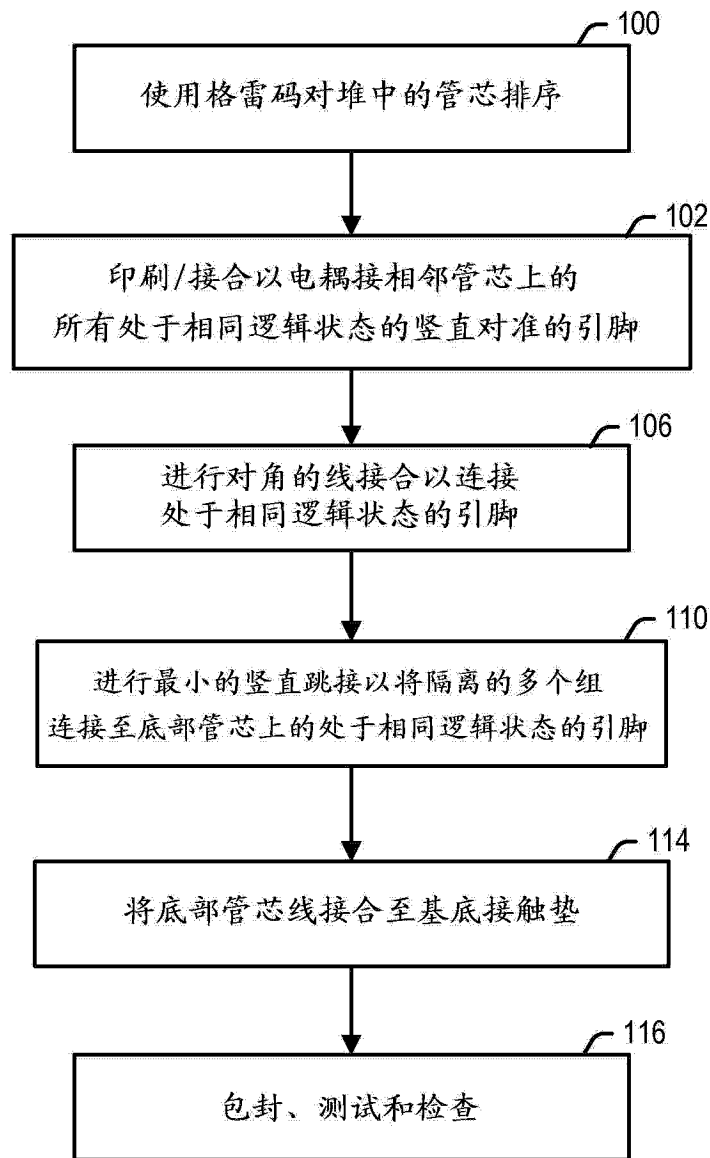 100
使用格雷码对堆中的管芯排序
102
印刷/接合以电耦接相邻管芯上的
所有处于相同逻辑状态的竖直对准的引脚
106
进行对角的线接合以连接
处于相同逻辑状态的引脚
110
进行最小的竖直跳接以将隔离的多个组
连接至底部管芯上的处于相同逻辑状态的引脚
114
将底部管芯线接合至基底接触垫
116
包封、测试和检查